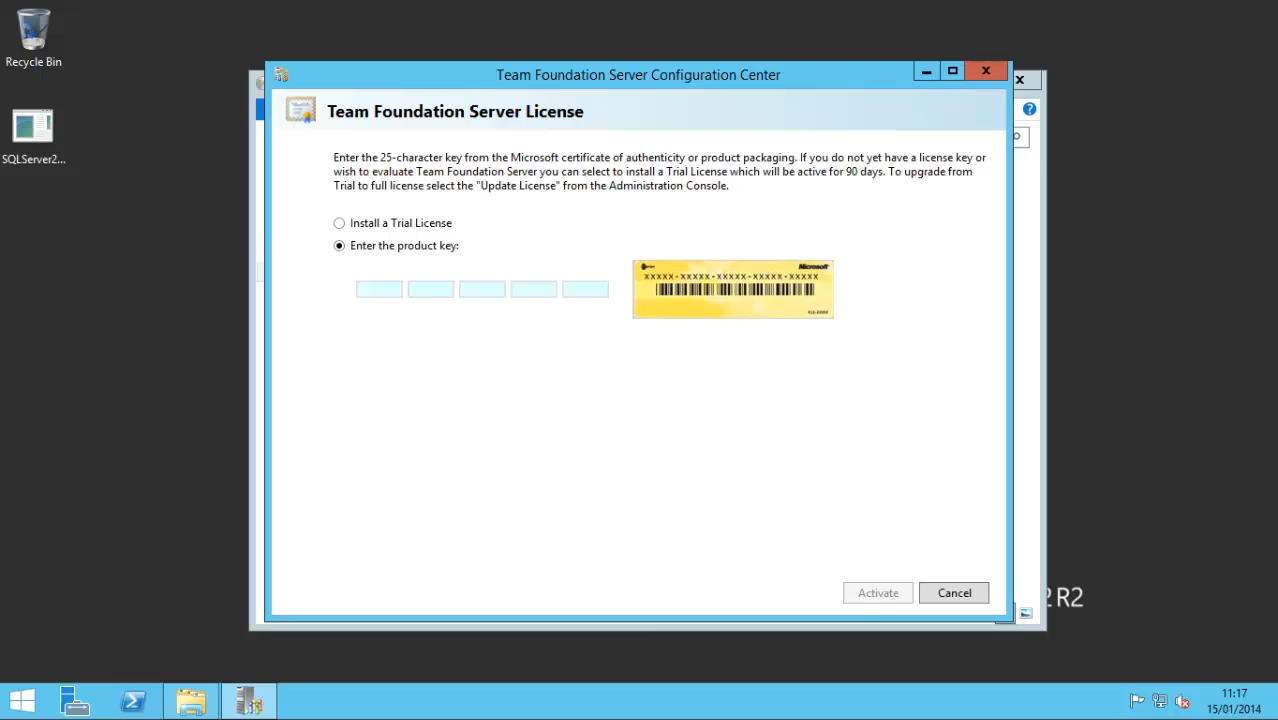 Recycle Bin
SQLServer2...
Team Foundation Server Configuration Center
Team Foundation Server License
Enter the 25-character key from the Microsoft certificate of authenticity or product packaging. If you do not yet have a license key or
wish to evaluate Team Foundation Server you can select to install a Trial License which will be active for 90 days. To upgrade from
Trial to full license select the "Update License" from the Administration Console.
Install a Trial License
Enter the product key:
Microsoft
XXXXX-XXXXX-XXXXX-XXXXX-XXXXX
Activate
Cancel
2 R2
11:17
15/01/2014